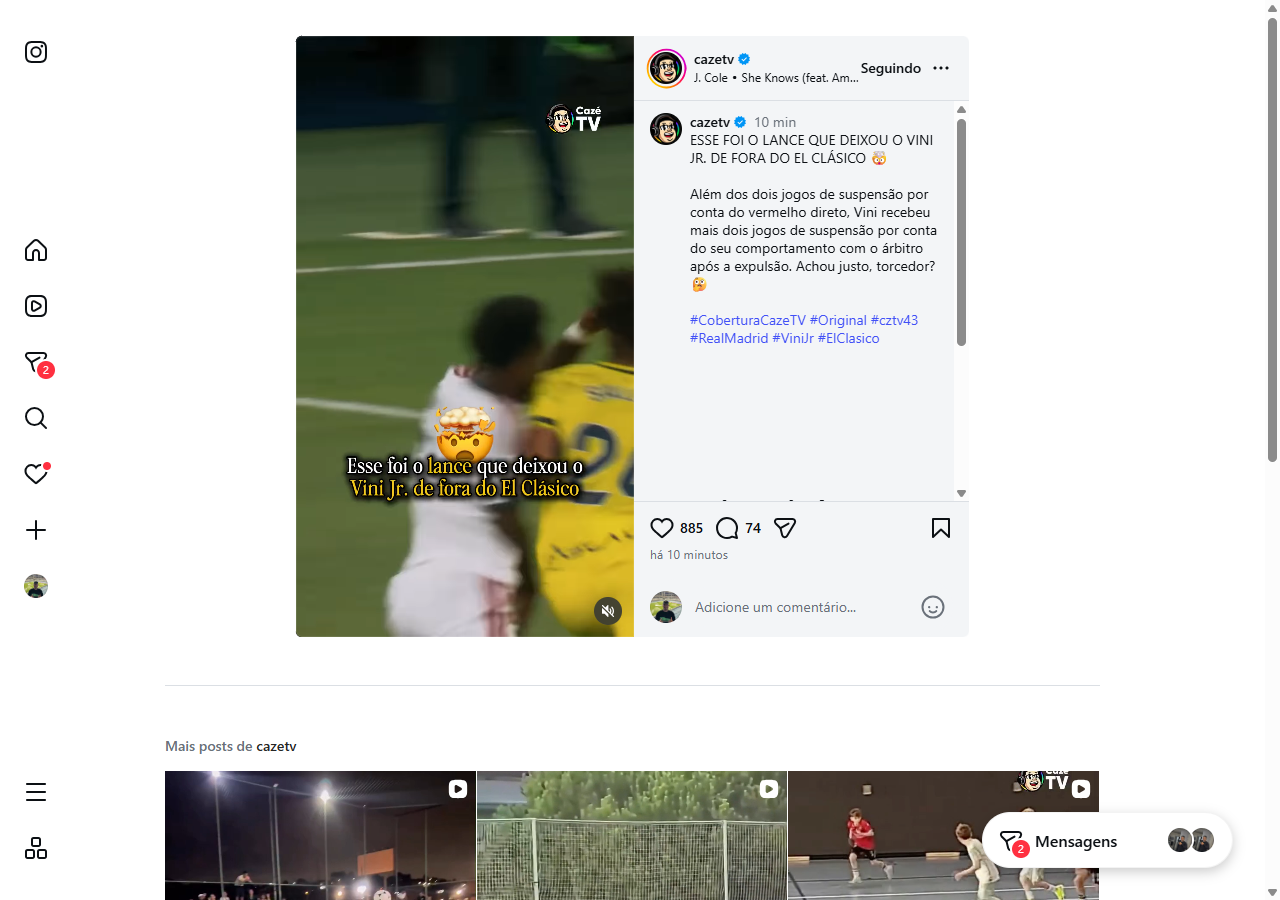 Cazé
TV
Esse foi o lance que deixou o
Vini Jr. de fora do El Clásico
cazetv
J. Cole • She Knows (feat. Am...
Seguindo
cazetv 10 min
ESSE FOI O LANCE QUE DEIXOU O VINI
JR. DE FORA DO EL CLÁSICO 🤯
Além dos dois jogos de suspensão por
conta do vermelho direto, Vini recebeu
mais dois jogos de suspensão por conta
do seu comportamento com o árbitro
após a expulsão. Achou justo, torcedor?
🫣
#CoberturaCazeTV #Original #cztv43
#RealMadrid #ViniJr #ElClasico
885 74
há 10 minutos
Adicione um comentário...
2
Mais posts de cazetv
TV
2
Mensagens